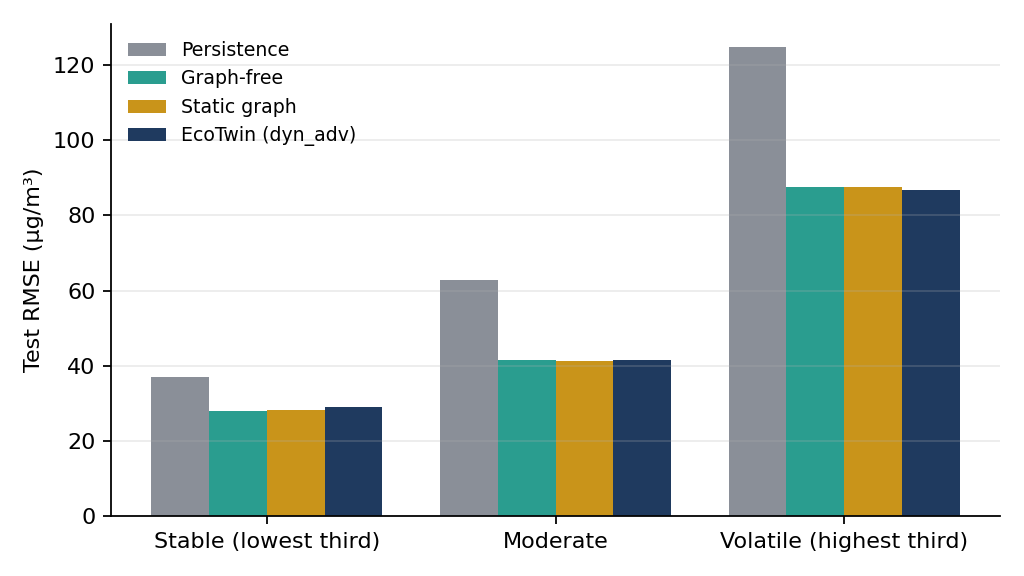 Test RMSE (µg/m³)
120
100
80
60
40
20
0
Persistence
Graph-free
Static graph
EcoTwin (dyn_adv)
Stable (lowest third)
Moderate
Volatile (highest third)